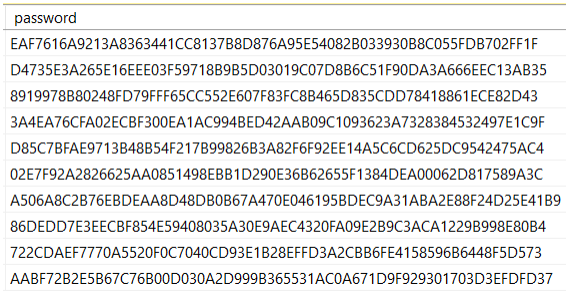 password
EAF7616A9213A8363441CC8137B8D876A95E54082B033930B8C055FDB702FF1F
D4735E3A265E16EEE03F59718B9B5D03019C07D8B6C51F90DA3A666EEC13AB35
8919978B80248FD79FFF65CC552E607F83FC8B465D835CDD78418861ECE82D43
3A4EA76CFA02ECBF300EA1AC994BED42AAB09C1093623A7328384532497E1C9F
D85C7BFAE9713B48B54F217B99826B3A82F6F92EE14A5C6CD625DC9542475AC4
02E7F92A2826625AA0851498EBB1D290E36B62655F1384DEA00062D817589A3C
A506A8C2B76EBDEAA8D48DB0B67A470E046195BDEC9A31ABA2E88F24D25E41B9
86DEDD7E3EECBF854E59408035A30E9AEC4320FA09E2B9C3ACA1229B998E80B4
722CDAEF7770A5520F0C7040CD93E1B28EFFD3A2CBB6FE4158596B6448F5D573
AABF72B2E5B67C76B00D030A2D999B365531AC0A671D9F929301703D3EFDFD37